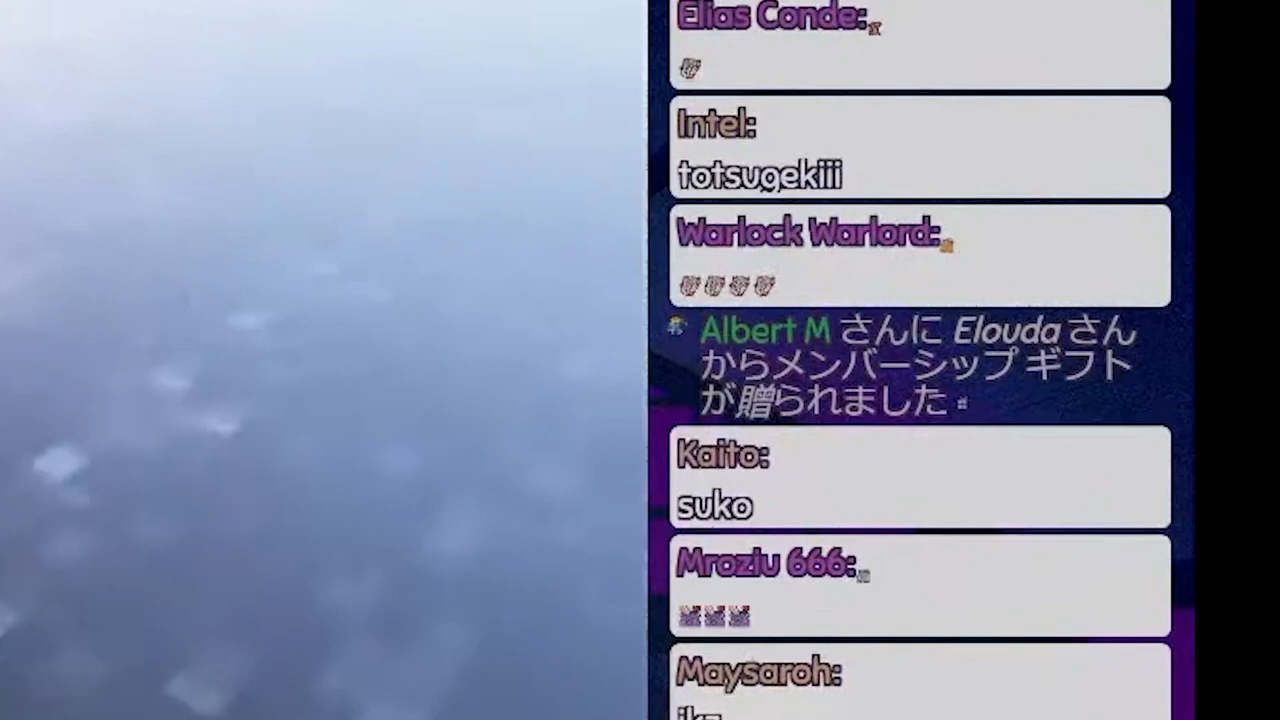 Elias Conde:
Intel:
totsugekiii
Warlock Warlord:
Albert M さんに Elouda さん
からメンバーシップ ギフト
が贈られました
Kaito:
suko
Mroziu 666:
Maysaroh: